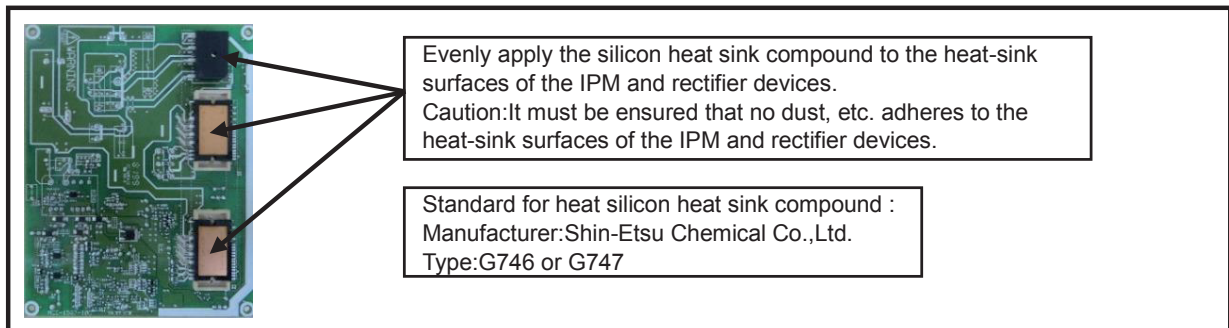 WARNING
Evenly apply the silicon heat sink compound to the heat-sink
surfaces of the IPM and rectifier devices.
Caution:It must be ensured that no dust, etc. adheres to the
heat-sink surfaces of the IPM and rectifier devices.
Standard for heat silicon heat sink compound :
Manufacturer:Shin-Etsu Chemical Co.,Ltd.
Type:G746 or G747